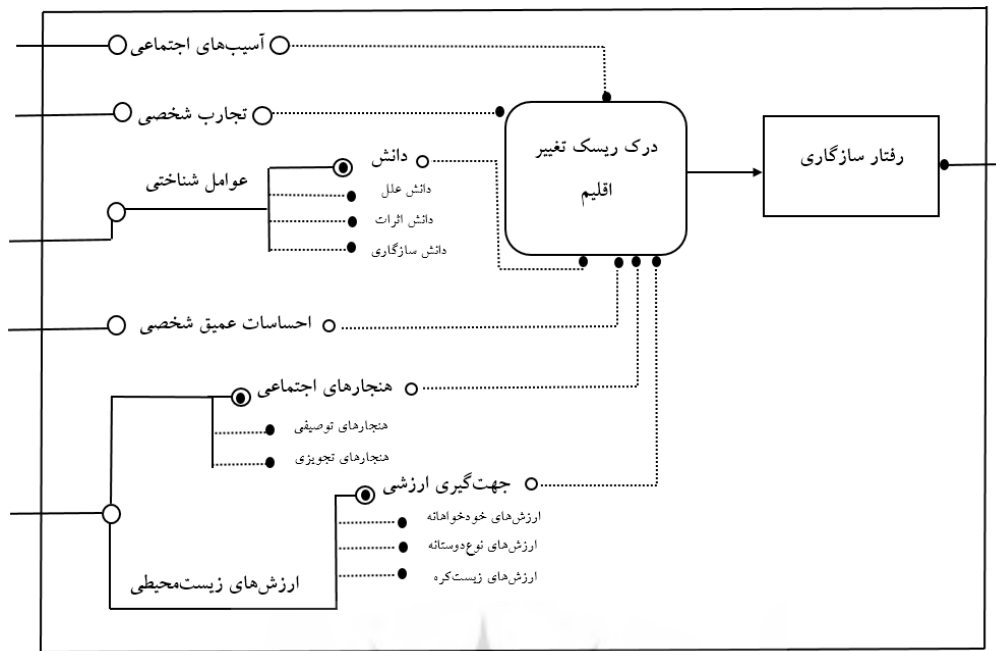 آسیب‌های اجتماعی
تجارب شخصی
درک ریسک تغییر
اقلیم
رفتار سازگاری
عوامل شناختی
دانش
دانش علل
دانش اثرات
دانش سازگاری
احساسات عمیق شخصی
هنجارهای اجتماعی
هنجارهای توصیفی
هنجارهای تجویزی
جهت‌گیری ارزشی
ارزش‌های خودخواهانه
ارزش‌های نوع‌دوستانه
ارزش‌های زیست‌کره
ارزش‌های زیست‌محیطی